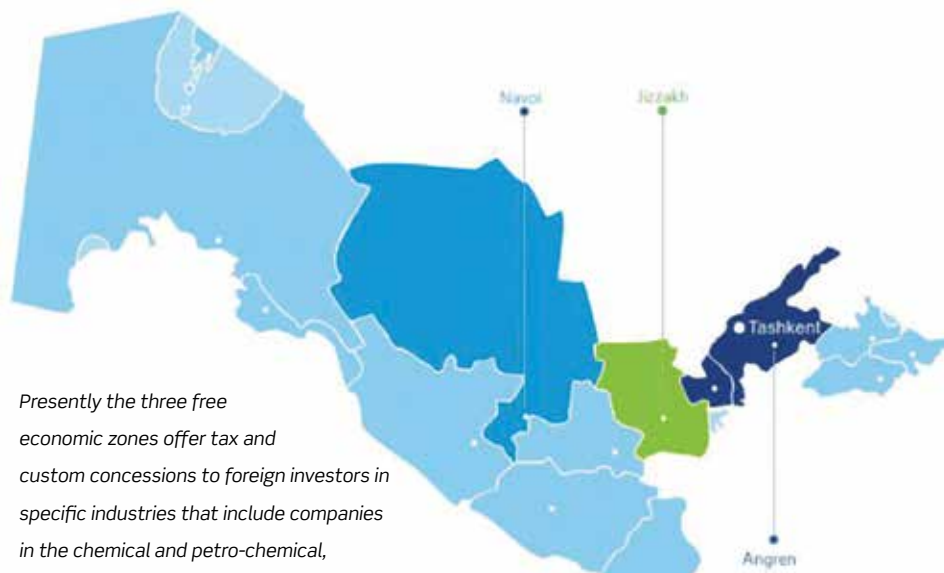 Navoi
Jizzakh
Tashkent
Presently the three free
economic zones offer tax and
custom concessions to foreign investors in
specific industries that include companies
in the chemical and petro-chemical,
Angren